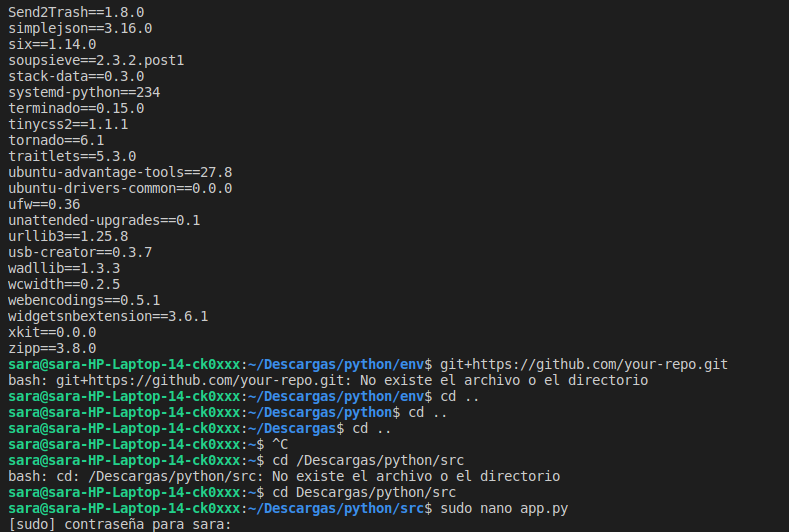 Send2Trash==1.8.0
simplejson==3.16.0
six==1.14.0
soupsieve==2.3.2.post1
stack-data==0.3.0
systemd-python==234
terminado==0.15.0
tinycss2==1.1.1
tornado==6.1
traitlets==5.3.0
ubuntu-advantage-tools==27.8
ubuntu-drivers-common==0.0.0
ufw==0.36
unattended-upgrades==0.1
urllib3==1.25.8
usb-creator==0.3.7
wadllib==1.3.3
wcwidth==0.2.5
webencodings==0.5.1
widgetsnbextension==3.6.1
xkit==0.0.0
zipp==3.8.0
sara@sara-HP-Laptop-14-ck0xxx:~/Descargas/python/env$ git+https://github.com/your-repo.git
bash: git+https://github.com/your-repo.git: No existe el archivo o el directorio
sara@sara-HP-Laptop-14-ck0xxx:~/Descargas/python/env$ cd ..
sara@sara-HP-Laptop-14-ck0xxx:~/Descargas/python$ cd ..
sara@sara-HP-Laptop-14-ck0xxx:~/Descargas$ cd ..
sara@sara-HP-Laptop-14-ck0xxx:~$ ^C
sara@sara-HP-Laptop-14-ck0xxx:~$ cd /Descargas/python/src
bash: cd: /Descargas/python/src: No existe el archivo o el directorio
sara@sara-HP-Laptop-14-ck0xxx:~$ cd Descargas/python/src
sara@sara-HP-Laptop-14-ck0xxx:~/Descargas/python/src$ sudo nano app.py
[sudo] contraseña para sara: